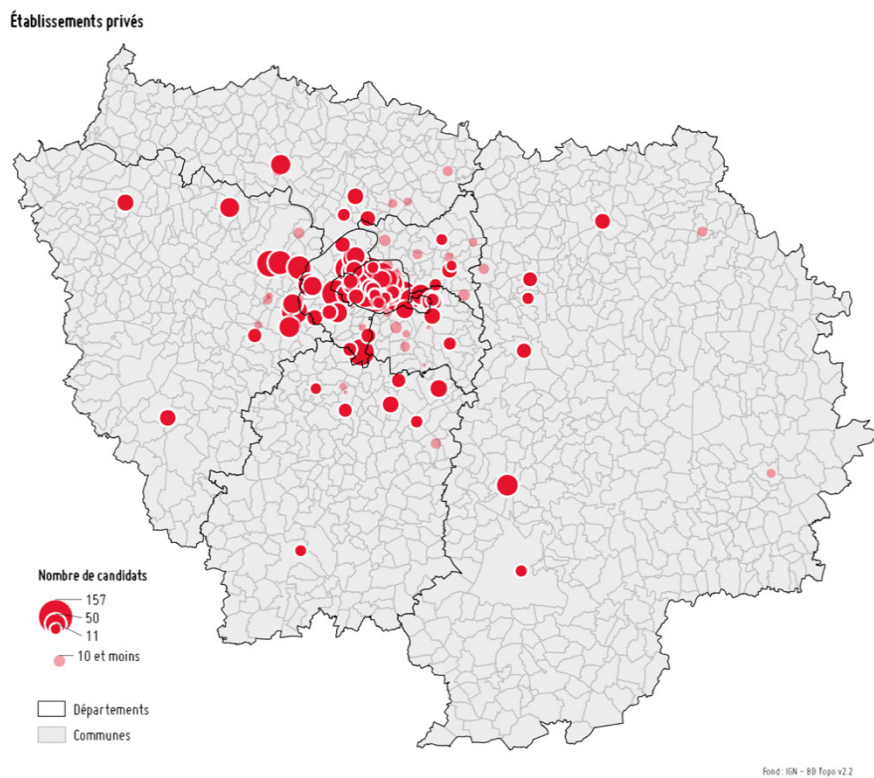 Établissements privés
Nombre de candidats
157
50
11
10 et moins
Départements
Communes
Fond : IGN - BD Topo v2.2